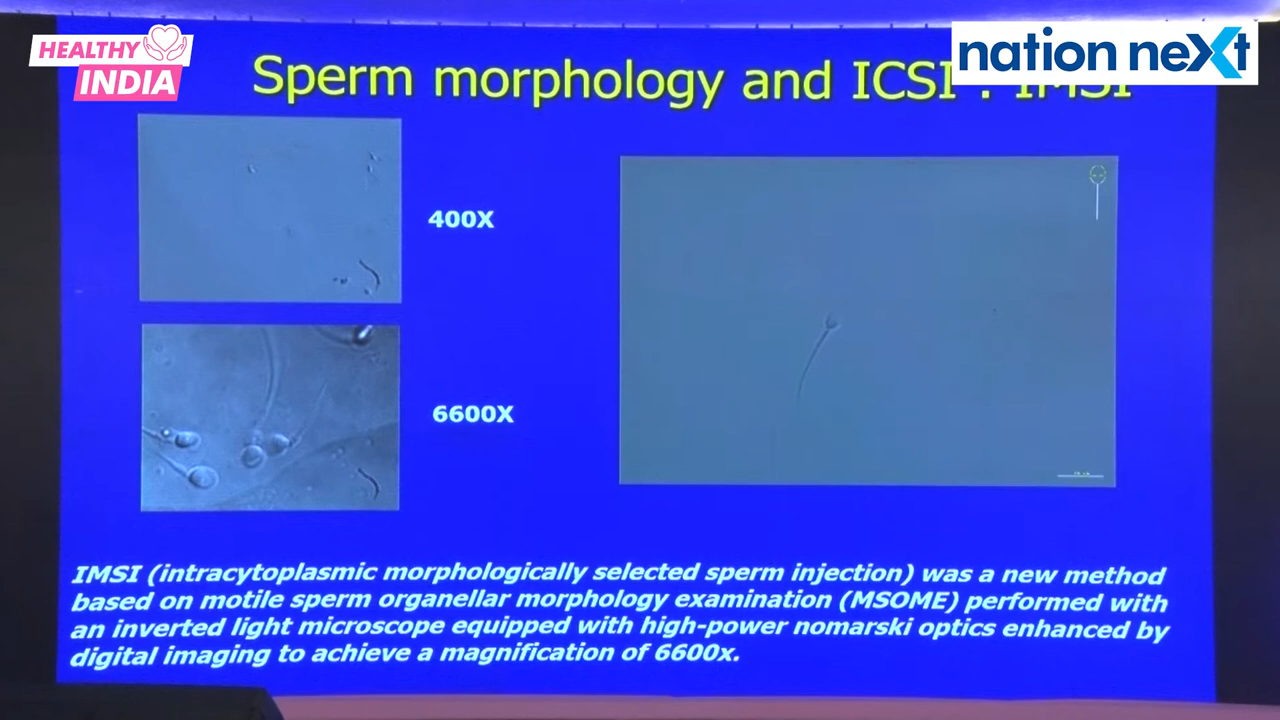 HEALTHY
INDIA
nation neXt
Sperm morphology and ICSI : IMSI
400X
6600X
IMSI (intracytoplasmic morphologically selected sperm injection) was a new method
based on motile sperm organellar morphology examination (MSOME) performed with
an inverted light microscope equipped with high-power nomarski optics enhanced by
digital imaging to achieve a magnification of 6600x.